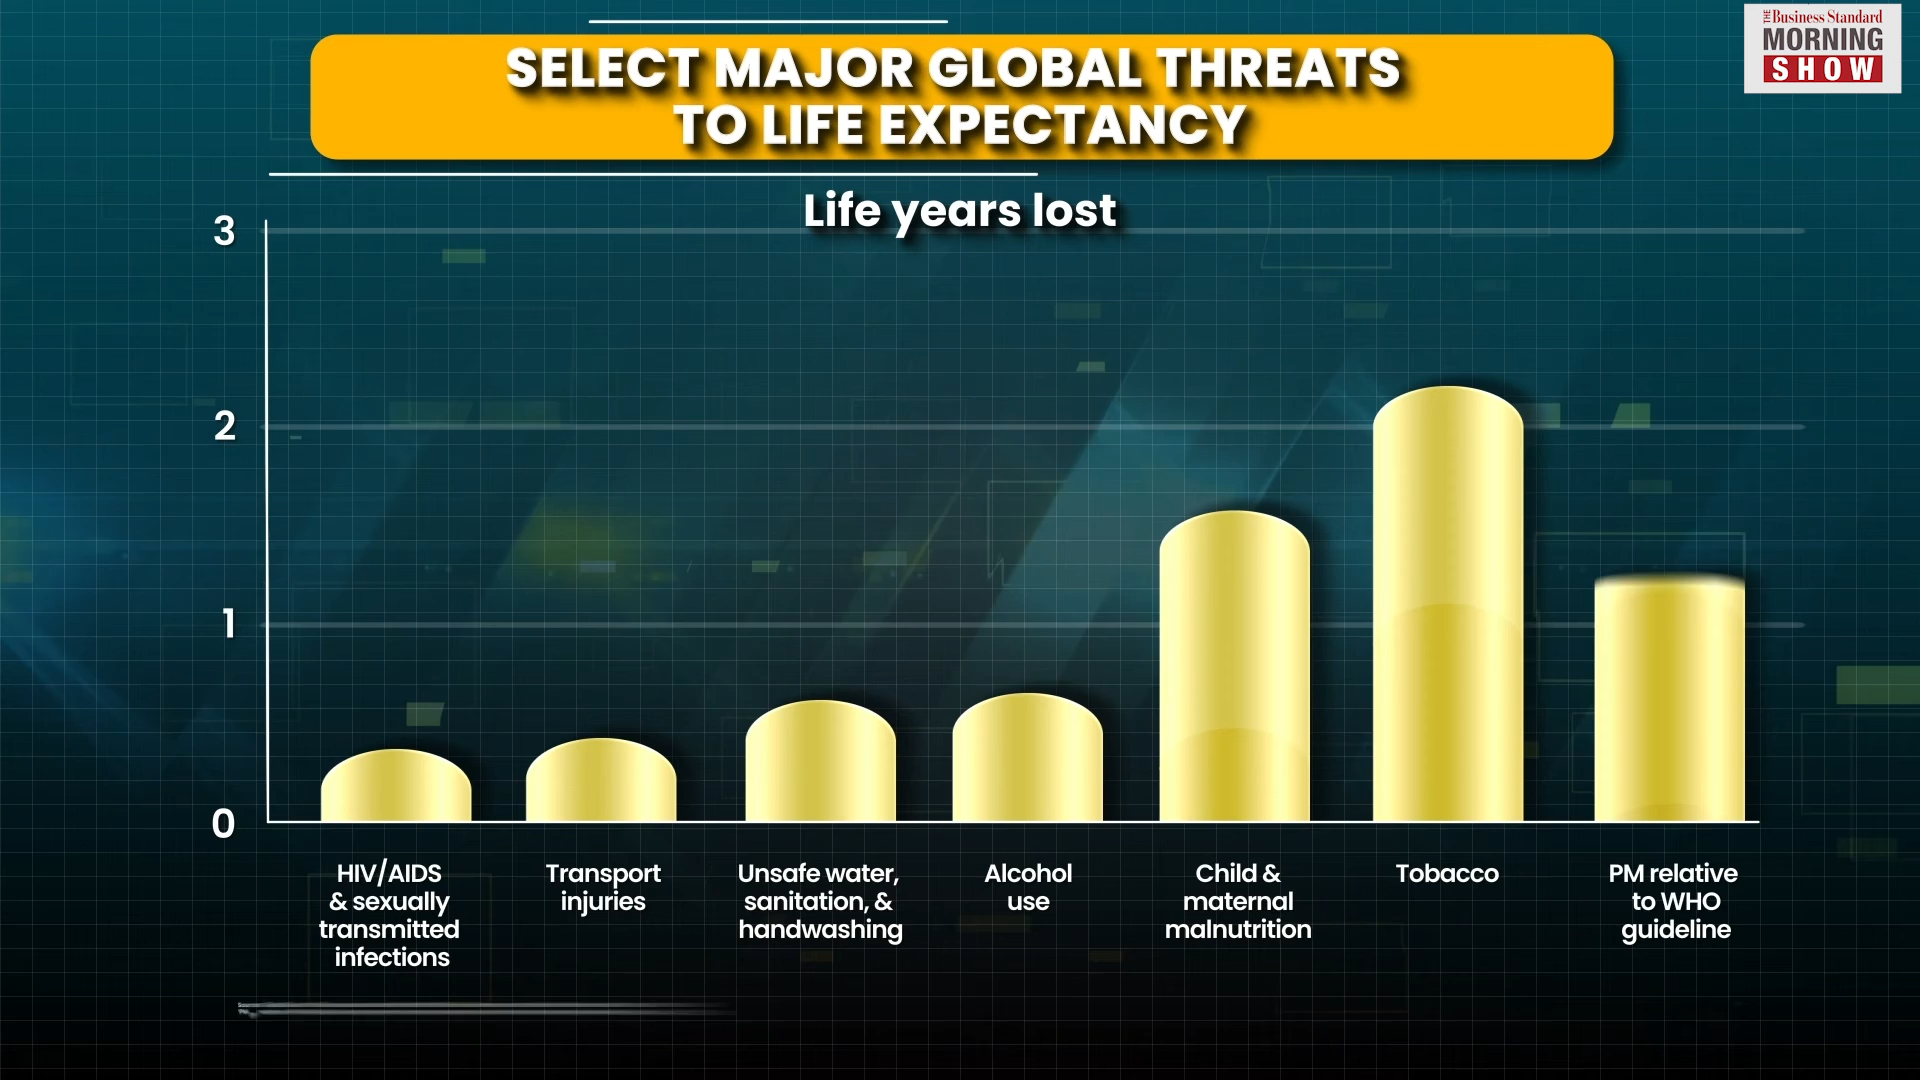 THE Business Standard
MORNING
SHOW
SELECT MAJOR GLOBAL THREATS
TO LIFE EXPECTANCY
Life years lost
3
2
1
0
HIV/AIDS
& sexually
transmitted
infections
Transport
injuries
Unsafe water,
sanitation, &
handwashing
Alcohol
use
Child &
maternal
malnutrition
Tobacco
PM relative
to WHO
guideline